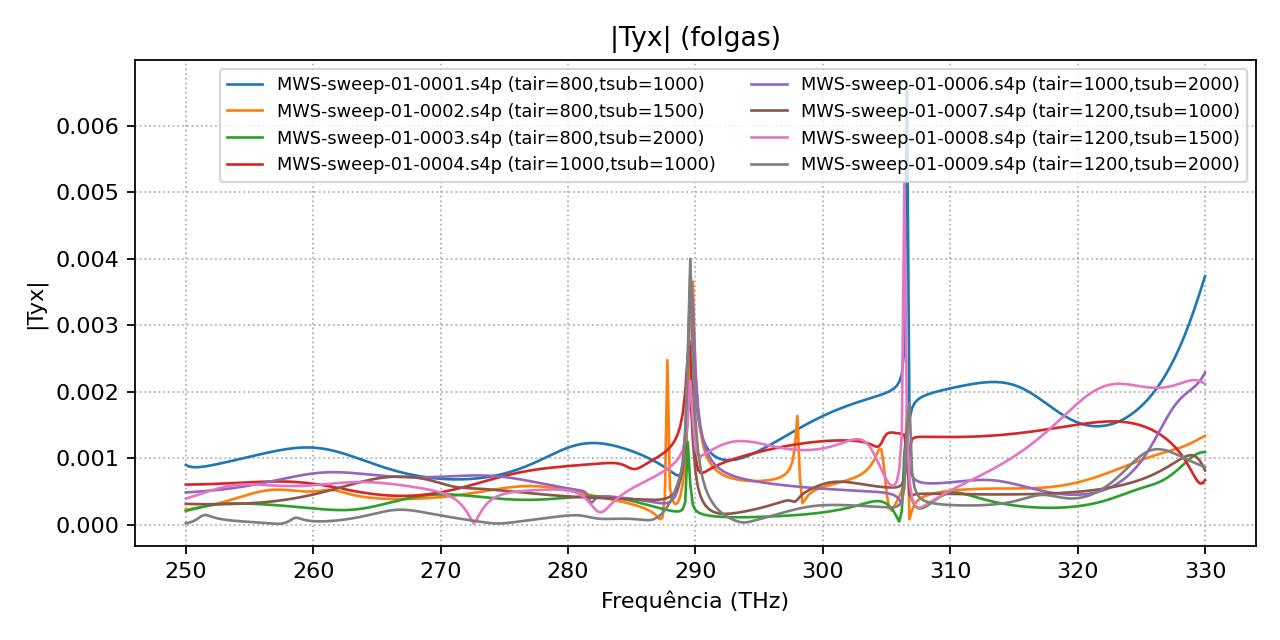 |Tyx| (folgas)
MWS-sweep-01-0001.s4p (tair=800,tsub=1000)
MWS-sweep-01-0002.s4p (tair=800,tsub=1500)
MWS-sweep-01-0003.s4p (tair=800,tsub=2000)
MWS-sweep-01-0004.s4p (tair=1000,tsub=1000)
MWS-sweep-01-0006.s4p (tair=1000,tsub=2000)
MWS-sweep-01-0007.s4p (tair=1200,tsub=1000)
MWS-sweep-01-0008.s4p (tair=1200,tsub=1500)
MWS-sweep-01-0009.s4p (tair=1200,tsub=2000)
|Tyx|
0.006
0.005
0.004
0.003
0.002
0.001
0.000
250 260 270 280 290 300 310 320 330
Frequência (THz)